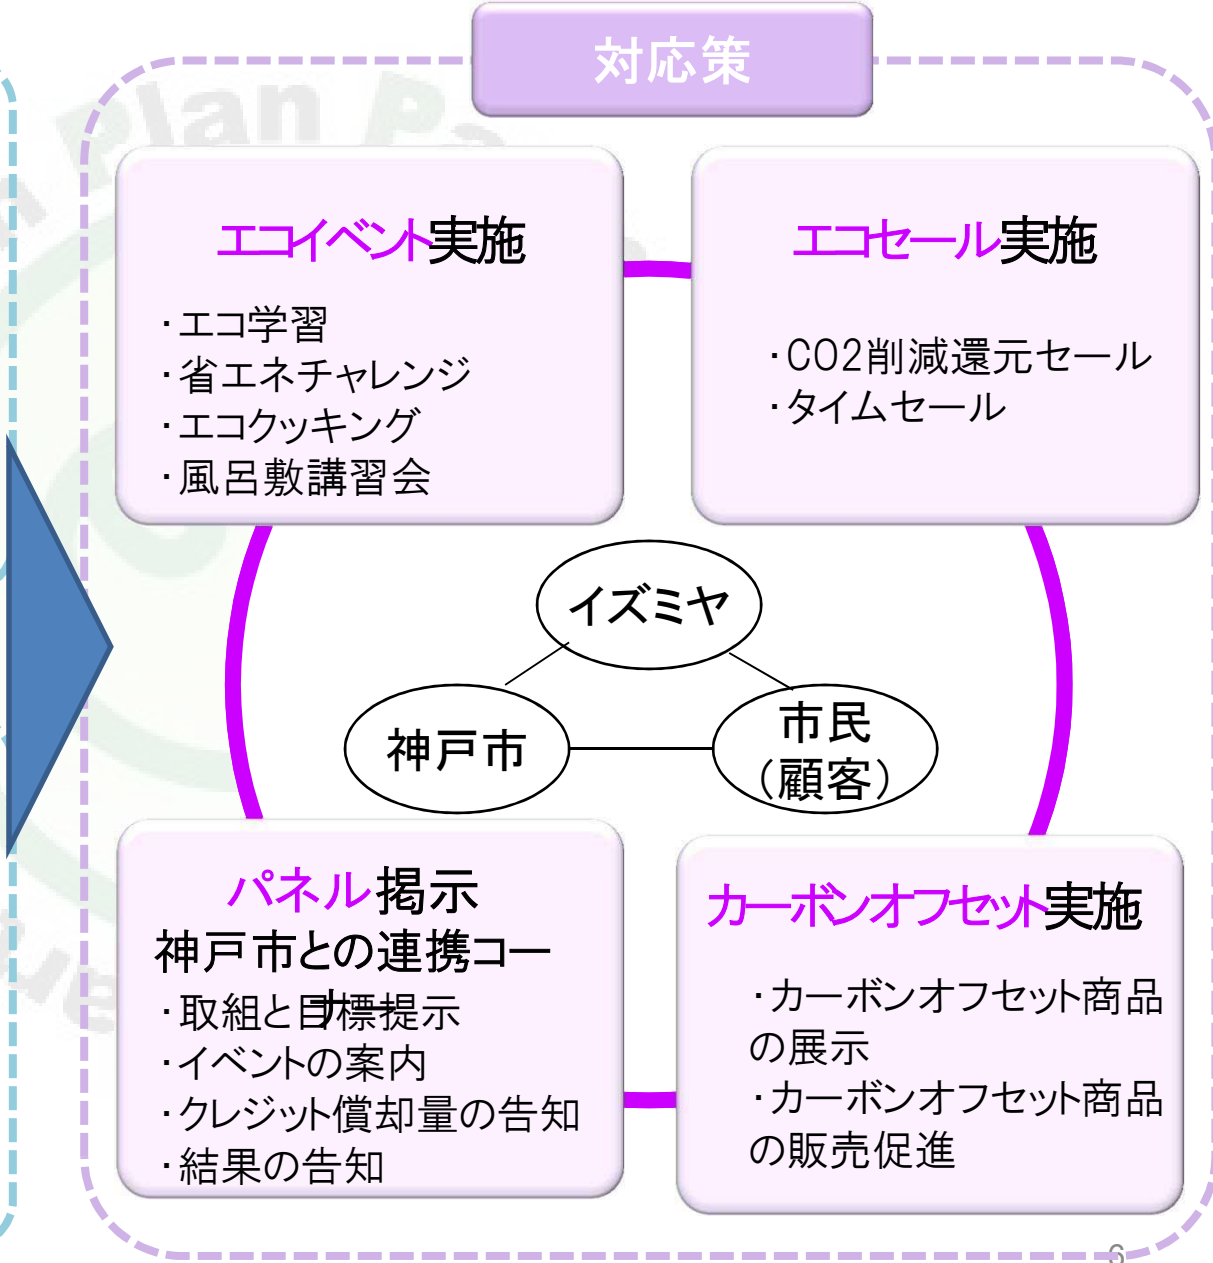 対応策
エコイベント実施
・エコ学習
・省エネチャレンジ
・エコクッキング
・風呂敷講習会
エコセール実施
・CO2削減還元セール
・タイムセール
イズミヤ
神戸市
市民
(顧客)
パネル掲示
神戸市との連携コー
ナー
・取組と目標提示
・イベントの案内
・クレジット償却量の告知
・結果の告知
カーボンオフセット実施
・カーボンオフセット商品
の展示
・カーボンオフセット商品
の販売促進
Plan
6